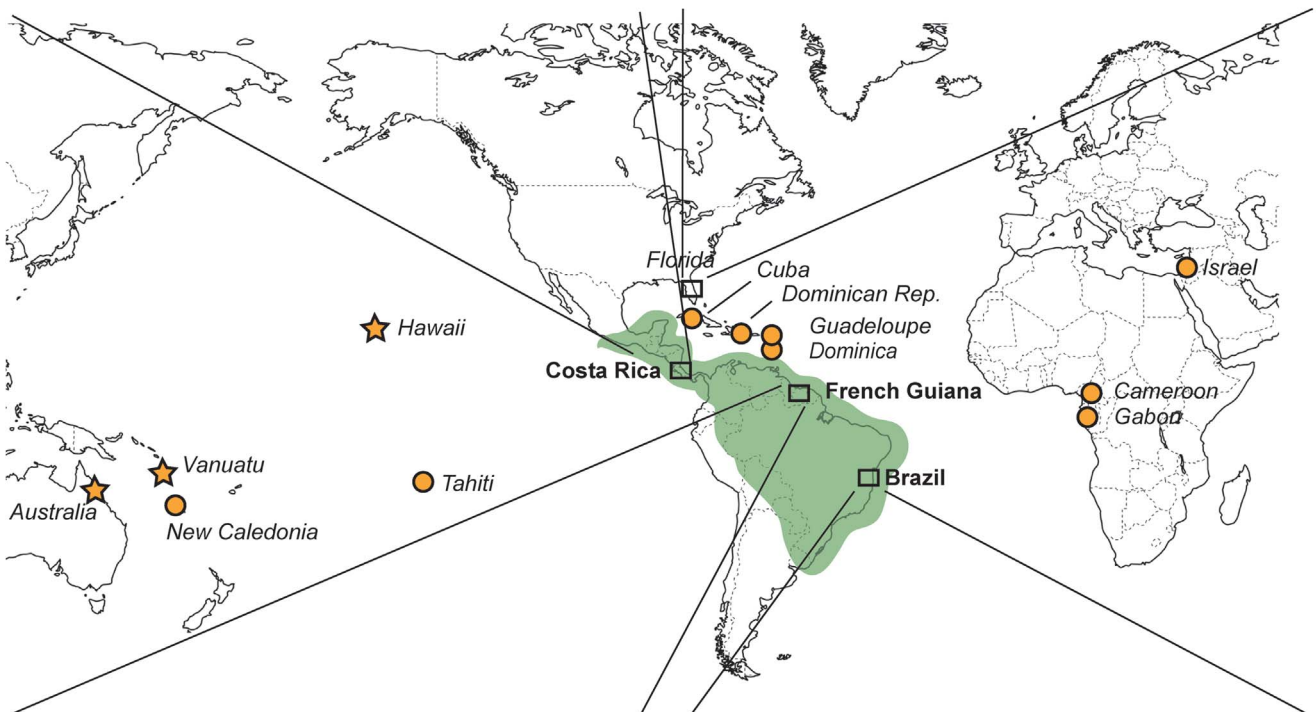 Florida
Cuba
Israel
Dominican Rep.
Hawaii
Guadeloupe
Dominica
Costa Rica
French Guiana
Cameroon
Gabon
Vanuatu
Brazil
Tahiti
Australia
New Caledonia